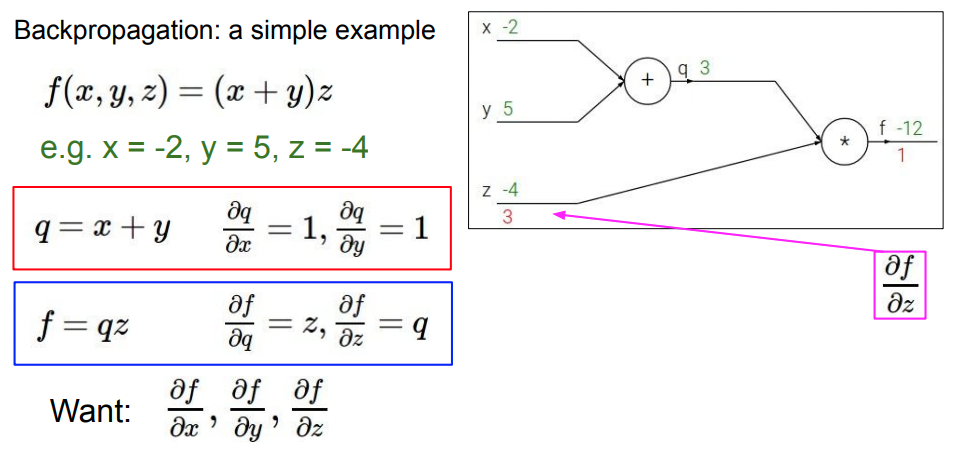 Backpropagation: a simple example
f(x, y, z) = (x + y)z
e.g. x = -2, y = 5, z = -4
q = x + y ∂q/∂x = 1, ∂q/∂y = 1
f = qz ∂f/∂q = z, ∂f/∂z = q
Want: ∂f/∂x, ∂f/∂y, ∂f/∂z
x -2
+
q 3
y 5
*
f -12
1
z -4
3
∂f/∂z